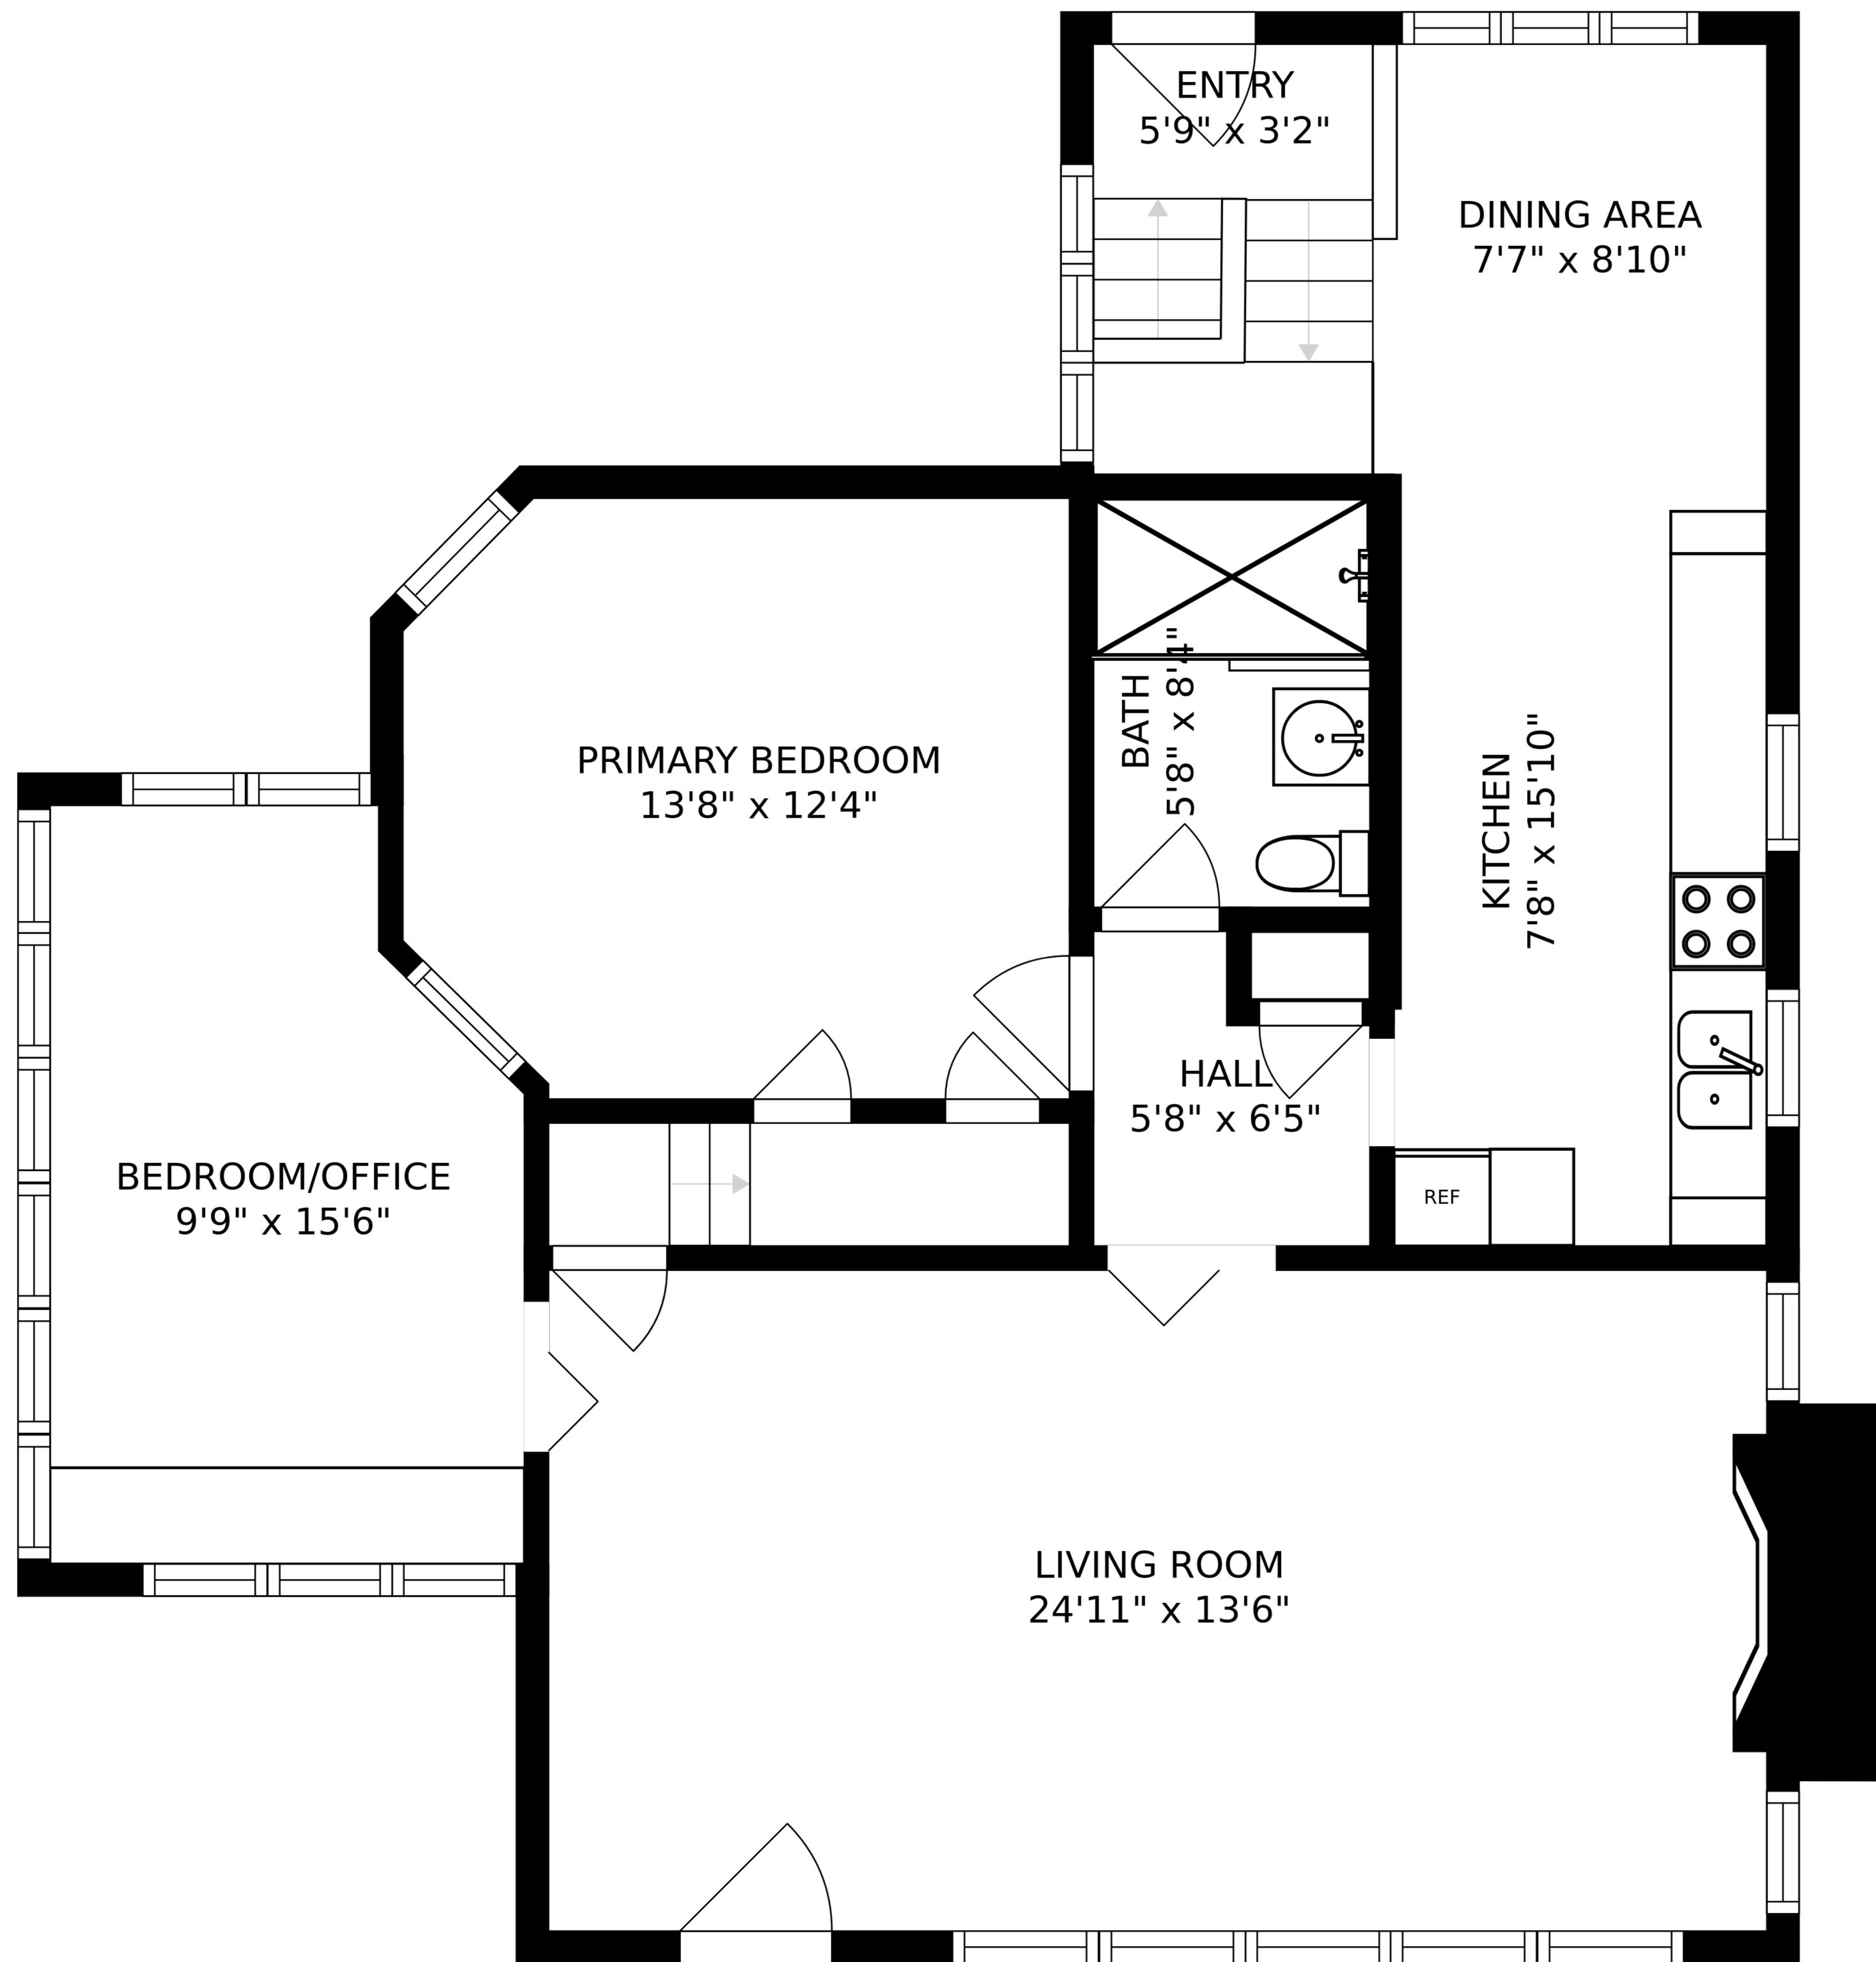 ENTRY
5'9" x 3'2"
DINING AREA
7'7" x 8'10"
PRIMARY BEDROOM
13'8" x 12'4"
BATH
5'8" x 8'4"
KITCHEN
7'8" x 15'10"
HALL
5'8" x 6'5"
BEDROOM/OFFICE
9'9" x 15'6"
REF
LIVING ROOM
24'11" x 13'6"